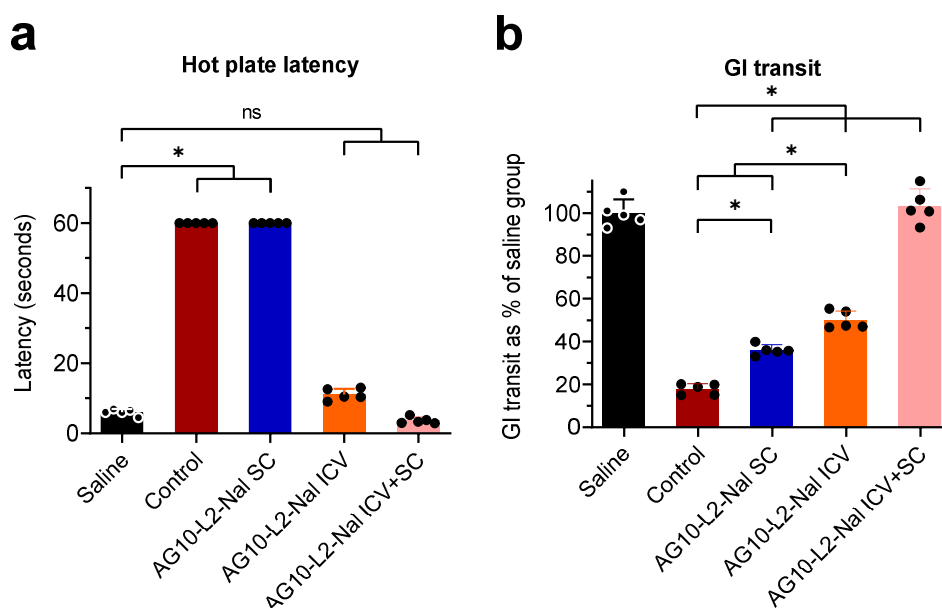 a
Hot plate latency
ns
*
Latency (seconds)
60
40
20
0
Saline
Control
AG10-L2-Nal SC
AG10-L2-Nal ICV
AG10-L2-Nal ICV+SC
b
GI transit
*
*
*
GI transit as % of saline group
100
80
60
40
20
0
Saline
Control
AG10-L2-Nal SC
AG10-L2-Nal ICV
AG10-L2-Nal ICV+SC